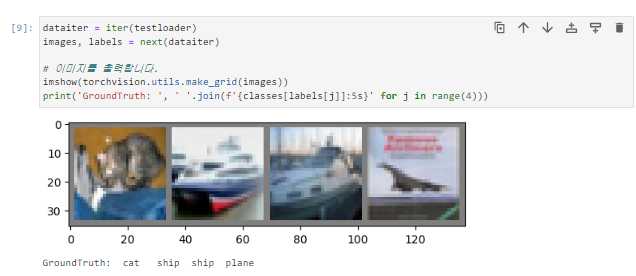 [9]:
dataiter = iter(testloader)
images, labels = next(dataiter)
# 이미지를 출력합니다.
imshow(torchvision.utils.make_grid(images))
print('GroundTruth: ', ' '.join(f'{classes[labels[j]]:5s}' for j in range(4)))
0
10
20
30
0 20 40 60 80 100 120
GroundTruth:  cat   ship  ship  plane